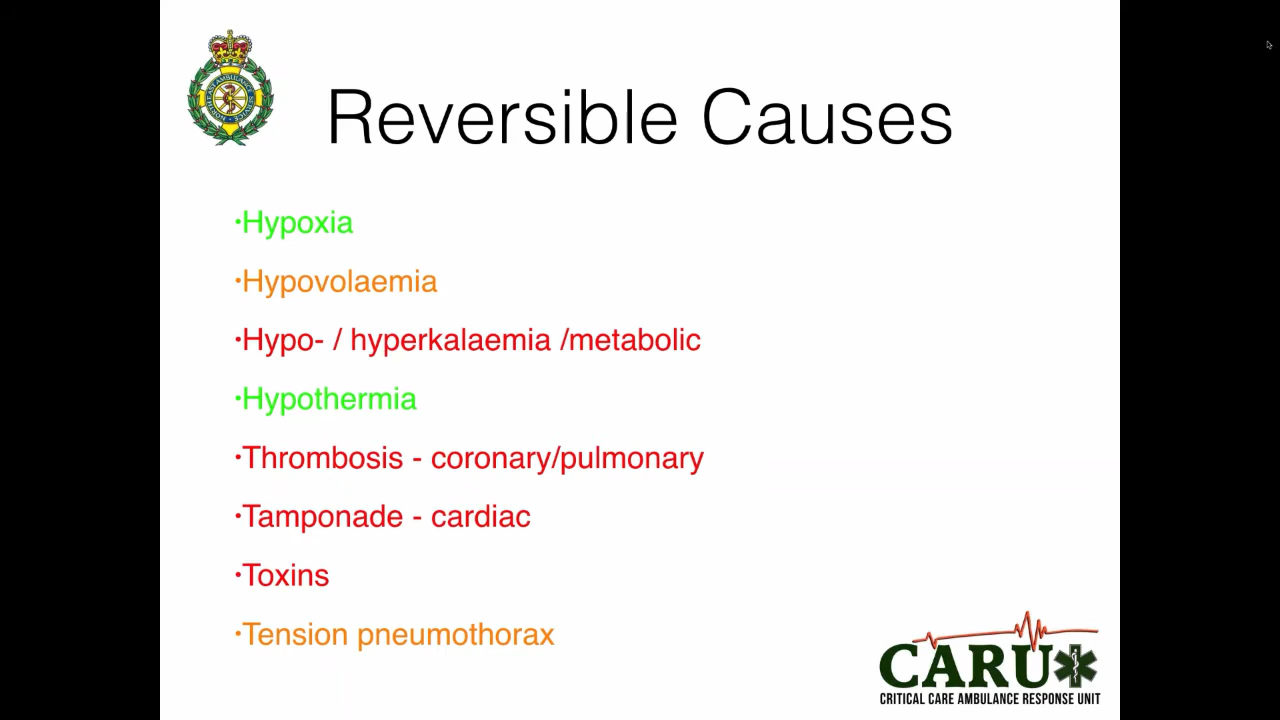 Reversible Causes
·Hypoxia
·Hypovolaemia
·Hypo- / hyperkalaemia /metabolic
·Hypothermia
·Thrombosis - coronary/pulmonary
·Tamponade - cardiac
·Toxins
·Tension pneumothorax
CARU
CRITICAL CARE AMBULANCE RESPONSE UNIT